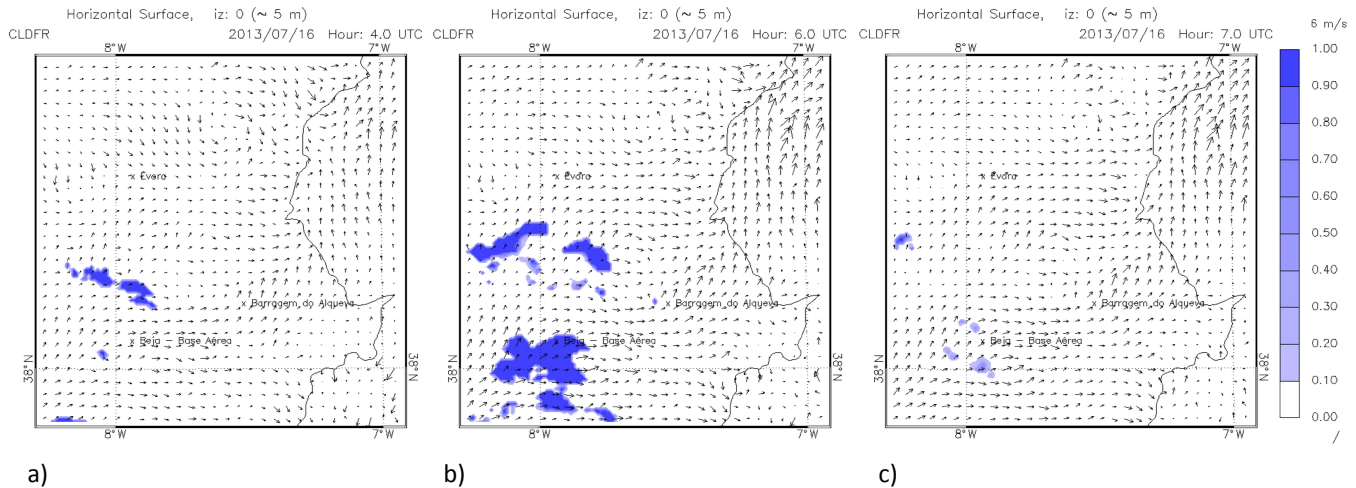 Horizontal Surface, iz: 0 (~ 5 m)
CLDFR 8°W 2013/07/16 Hour: 4.0 UTC 7°W
x Evora
x Barragem do Alqueva
x Beja — Base Aérea
38°N 38°N
8°W 7°W
a)
Horizontal Surface, iz: 0 (~ 5 m)
CLDFR 8°W 2013/07/16 Hour: 6.0 UTC 7°W
x Evora
x Barragem do Alqueva
x Beja — Base Aérea
38°N 38°N
8°W 7°W
b)
Horizontal Surface, iz: 0 (~ 5 m)
CLDFR 8°W 2013/07/16 Hour: 7.0 UTC 7°W
x Evora
x Barragem do Alqueva
x Beja — Base Aérea
38°N 38°N
8°W 7°W
c)
6 m/s
1.00
0.90
0.80
0.70
0.60
0.50
0.40
0.30
0.20
0.10
0.00
/